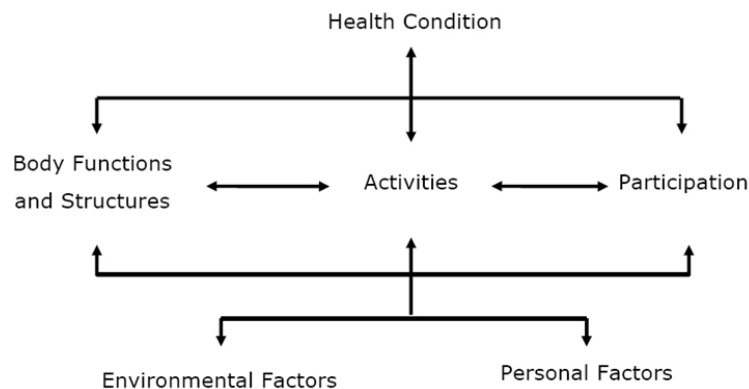 Health Condition
Body Functions
and Structures
Activities
Participation
Environmental Factors
Personal Factors